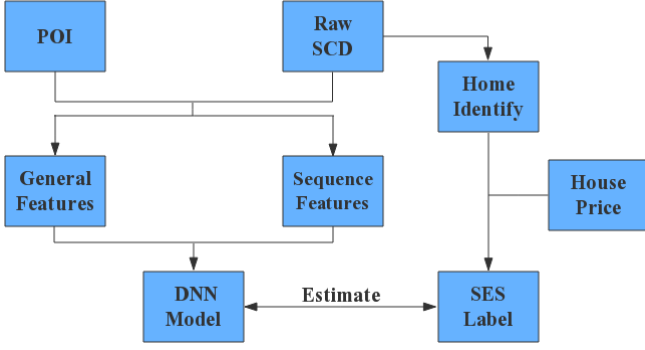 POI
Raw
SCD
Home
Identify
General
Features
Sequence
Features
House
Price
DNN
Model
Estimate
SES
Label